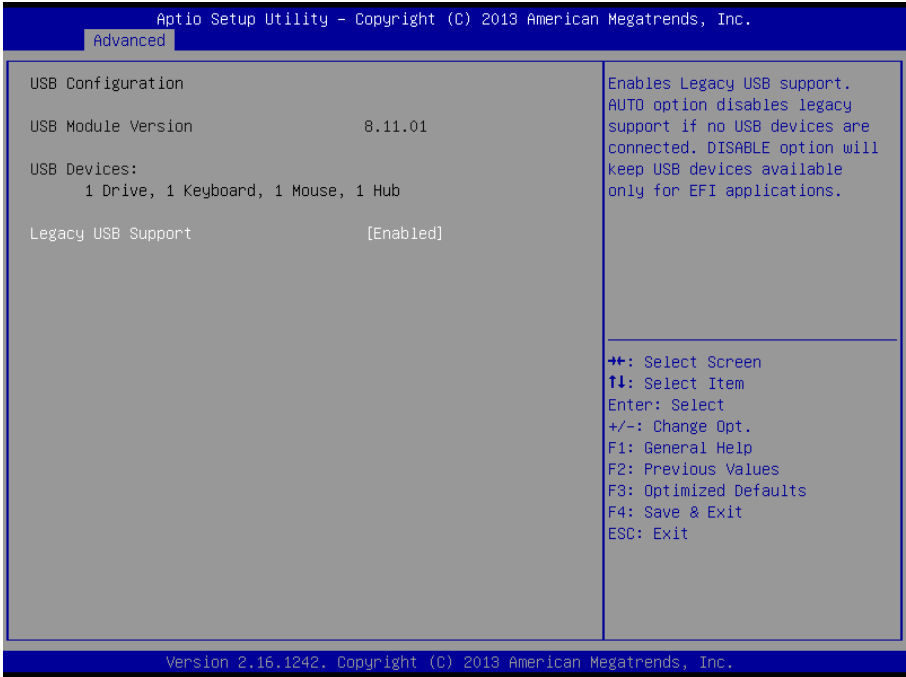 Aptio Setup Utility – Copyright (C) 2013 American Megatrends, Inc.
Advanced
USB Configuration
USB Module Version 8.11.01
USB Devices:
1 Drive, 1 Keyboard, 1 Mouse, 1 Hub
Legacy USB Support [Enabled]
Enables Legacy USB support.
AUTO option disables legacy
support if no USB devices are
connected. DISABLE option will
keep USB devices available
only for EFI applications.
→←: Select Screen
↑↓: Select Item
Enter: Select
+/-: Change Opt.
F1: General Help
F2: Previous Values
F3: Optimized Defaults
F4: Save & Exit
ESC: Exit
Version 2.16.1242. Copyright (C) 2013 American Megatrends, Inc.